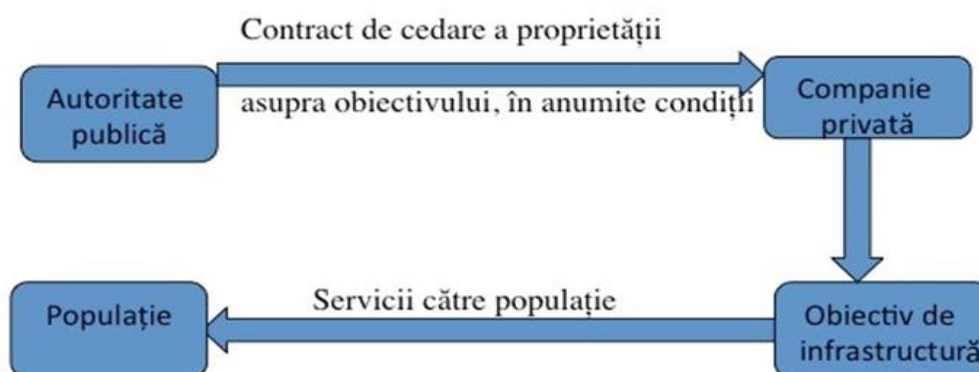 Contract de cedare a proprietății
Autoritate
publică
asupra obiectivului, în anumite condiții
Companie
privată
Servicii către populație
Populație
Obiectiv de
infrastructură